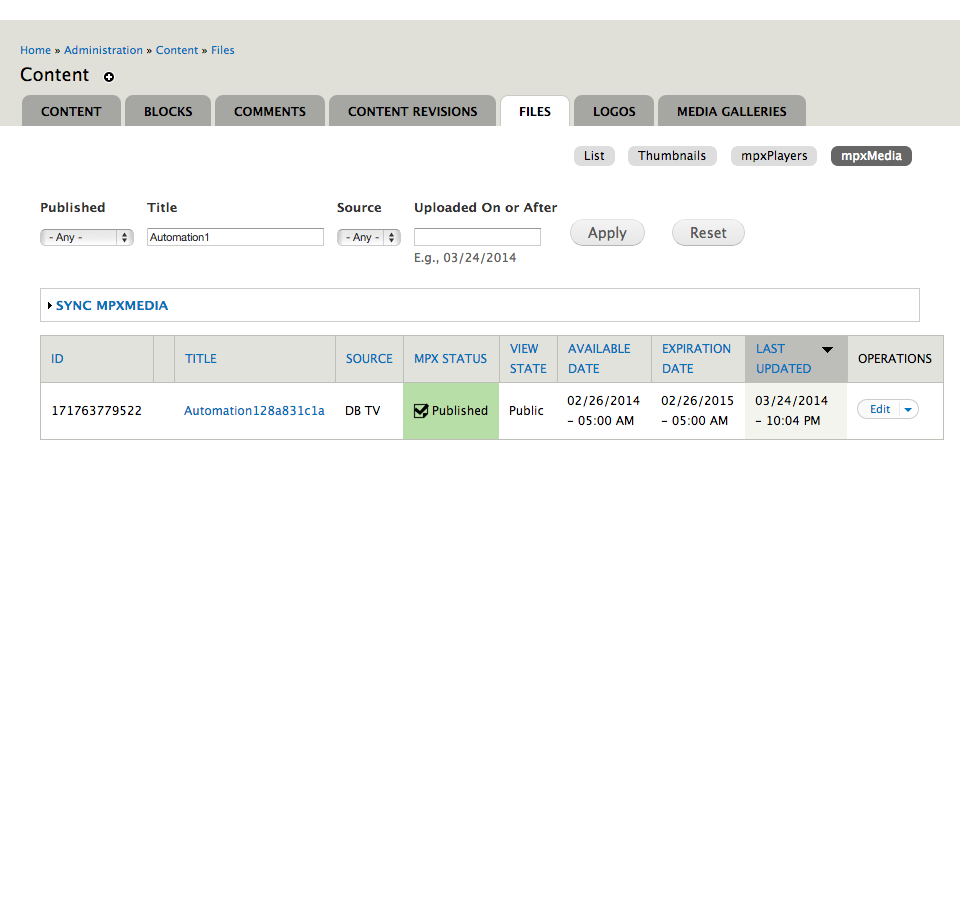 Home » Administration » Content » Files
Content
CONTENT BLOCKS COMMENTS CONTENT REVISIONS FILES LOGOS MEDIA GALLERIES
List Thumbnails mpxPlayers mpxMedia
Published Title Source Uploaded On or After
- Any - Automation1 - Any - Apply Reset
E.g., 03/24/2014
SYNC MPXMEDIA
ID TITLE SOURCE MPX STATUS VIEW STATE AVAILABLE DATE EXPIRATION DATE LAST UPDATED OPERATIONS
171763779522 Automation128a831c1a DB TV Published Public 02/26/2014 – 05:00 AM 02/26/2015 – 05:00 AM 03/24/2014 – 10:04 PM Edit